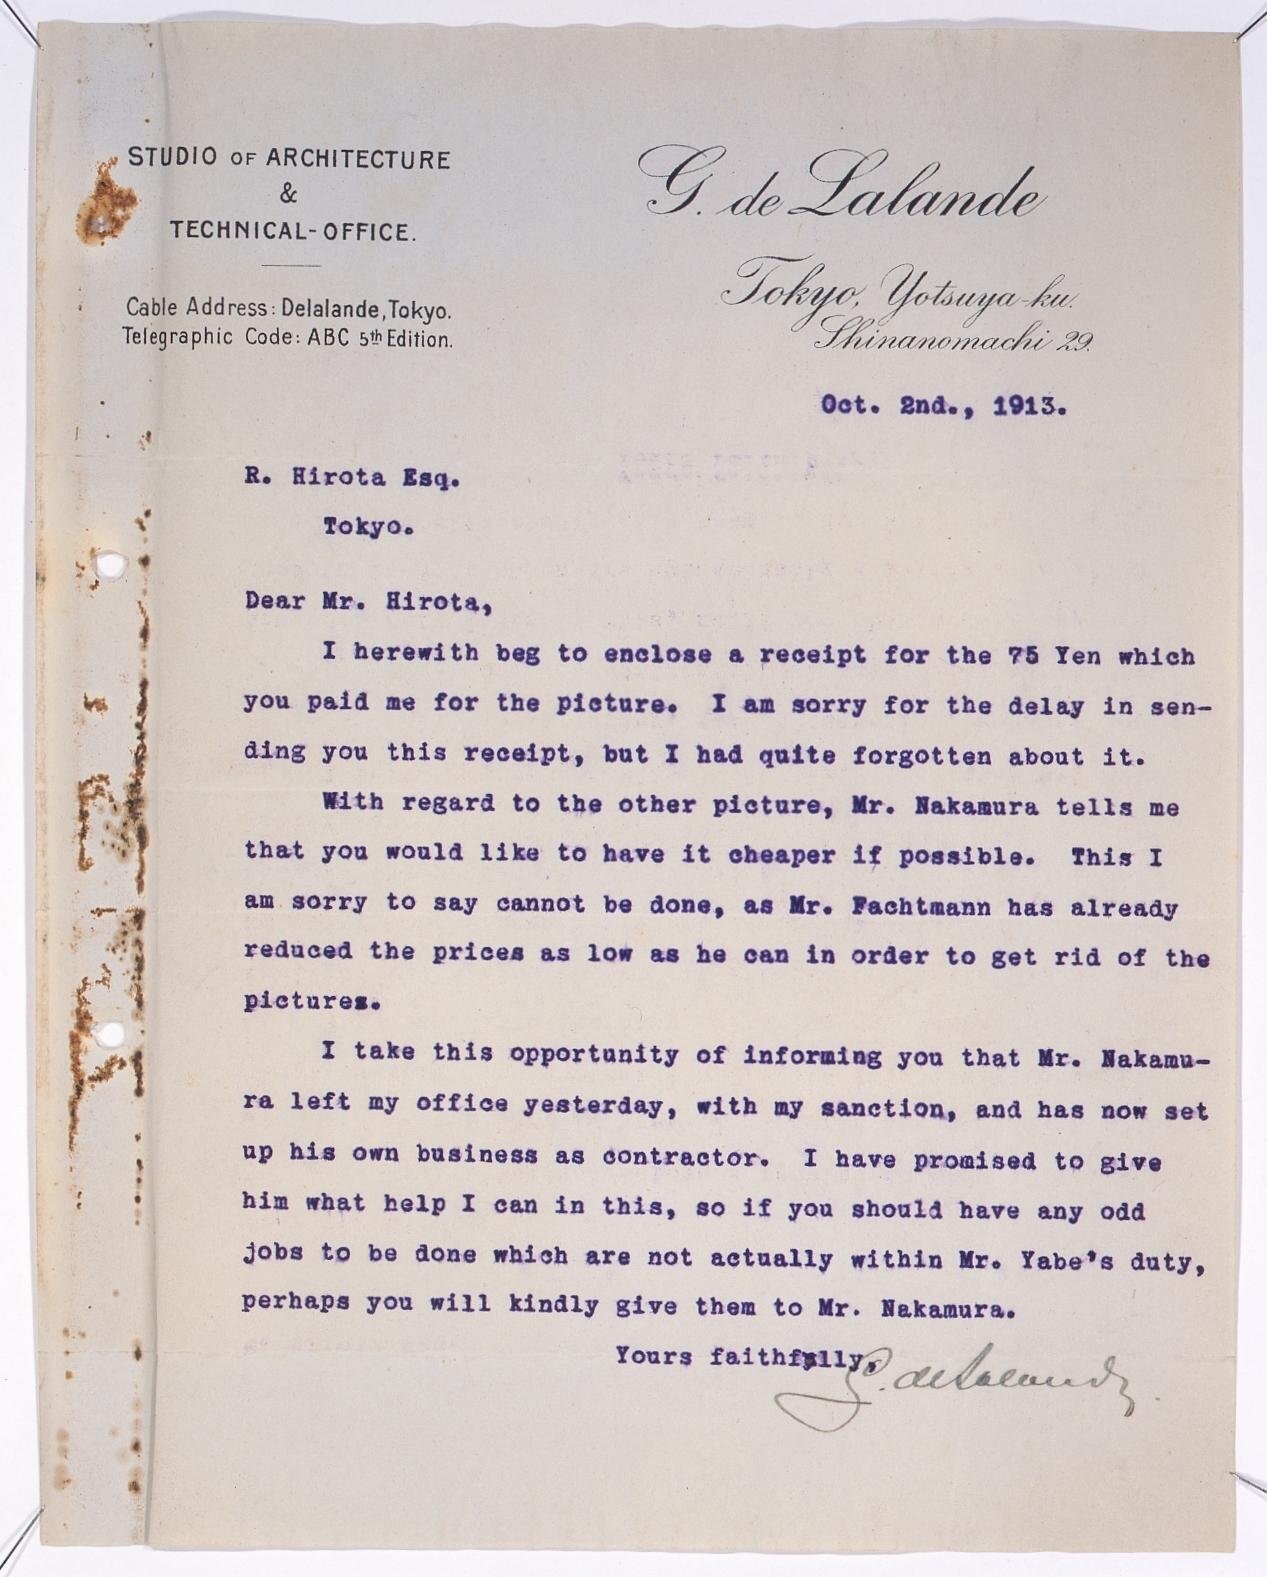 STUDIO OF ARCHITECTURE
&
TECHNICAL-OFFICE.
Cable Address: Delalande, Tokyo.
Telegraphic Code: ABC 5th Edition.
G. de Lalande
Tokyo, Yotsuya-ku.
Shinanomachi 29.
Oct. 2nd., 1913.
R. Hirota Esq.
Tokyo.
Dear Mr. Hirota,
I herewith beg to enclose a receipt for the 75 Yen which
you paid me for the picture. I am sorry for the delay in sen-
ding you this receipt, but I had quite forgotten about it.
With regard to the other picture, Mr. Nakamura tells me
that you would like to have it cheaper if possible. This I
am sorry to say cannot be done, as Mr. Fachtmann has already
reduced the prices as low as he can in order to get rid of the
pictures.
I take this opportunity of informing you that Mr. Nakamu-
ra left my office yesterday, with my sanction, and has now set
up his own business as contractor. I have promised to give
him what help I can in this, so if you should have any odd
jobs to be done which are not actually within Mr. Yabe's duty,
perhaps you will kindly give them to Mr. Nakamura.
Yours faithfully,
G. de Lalande.